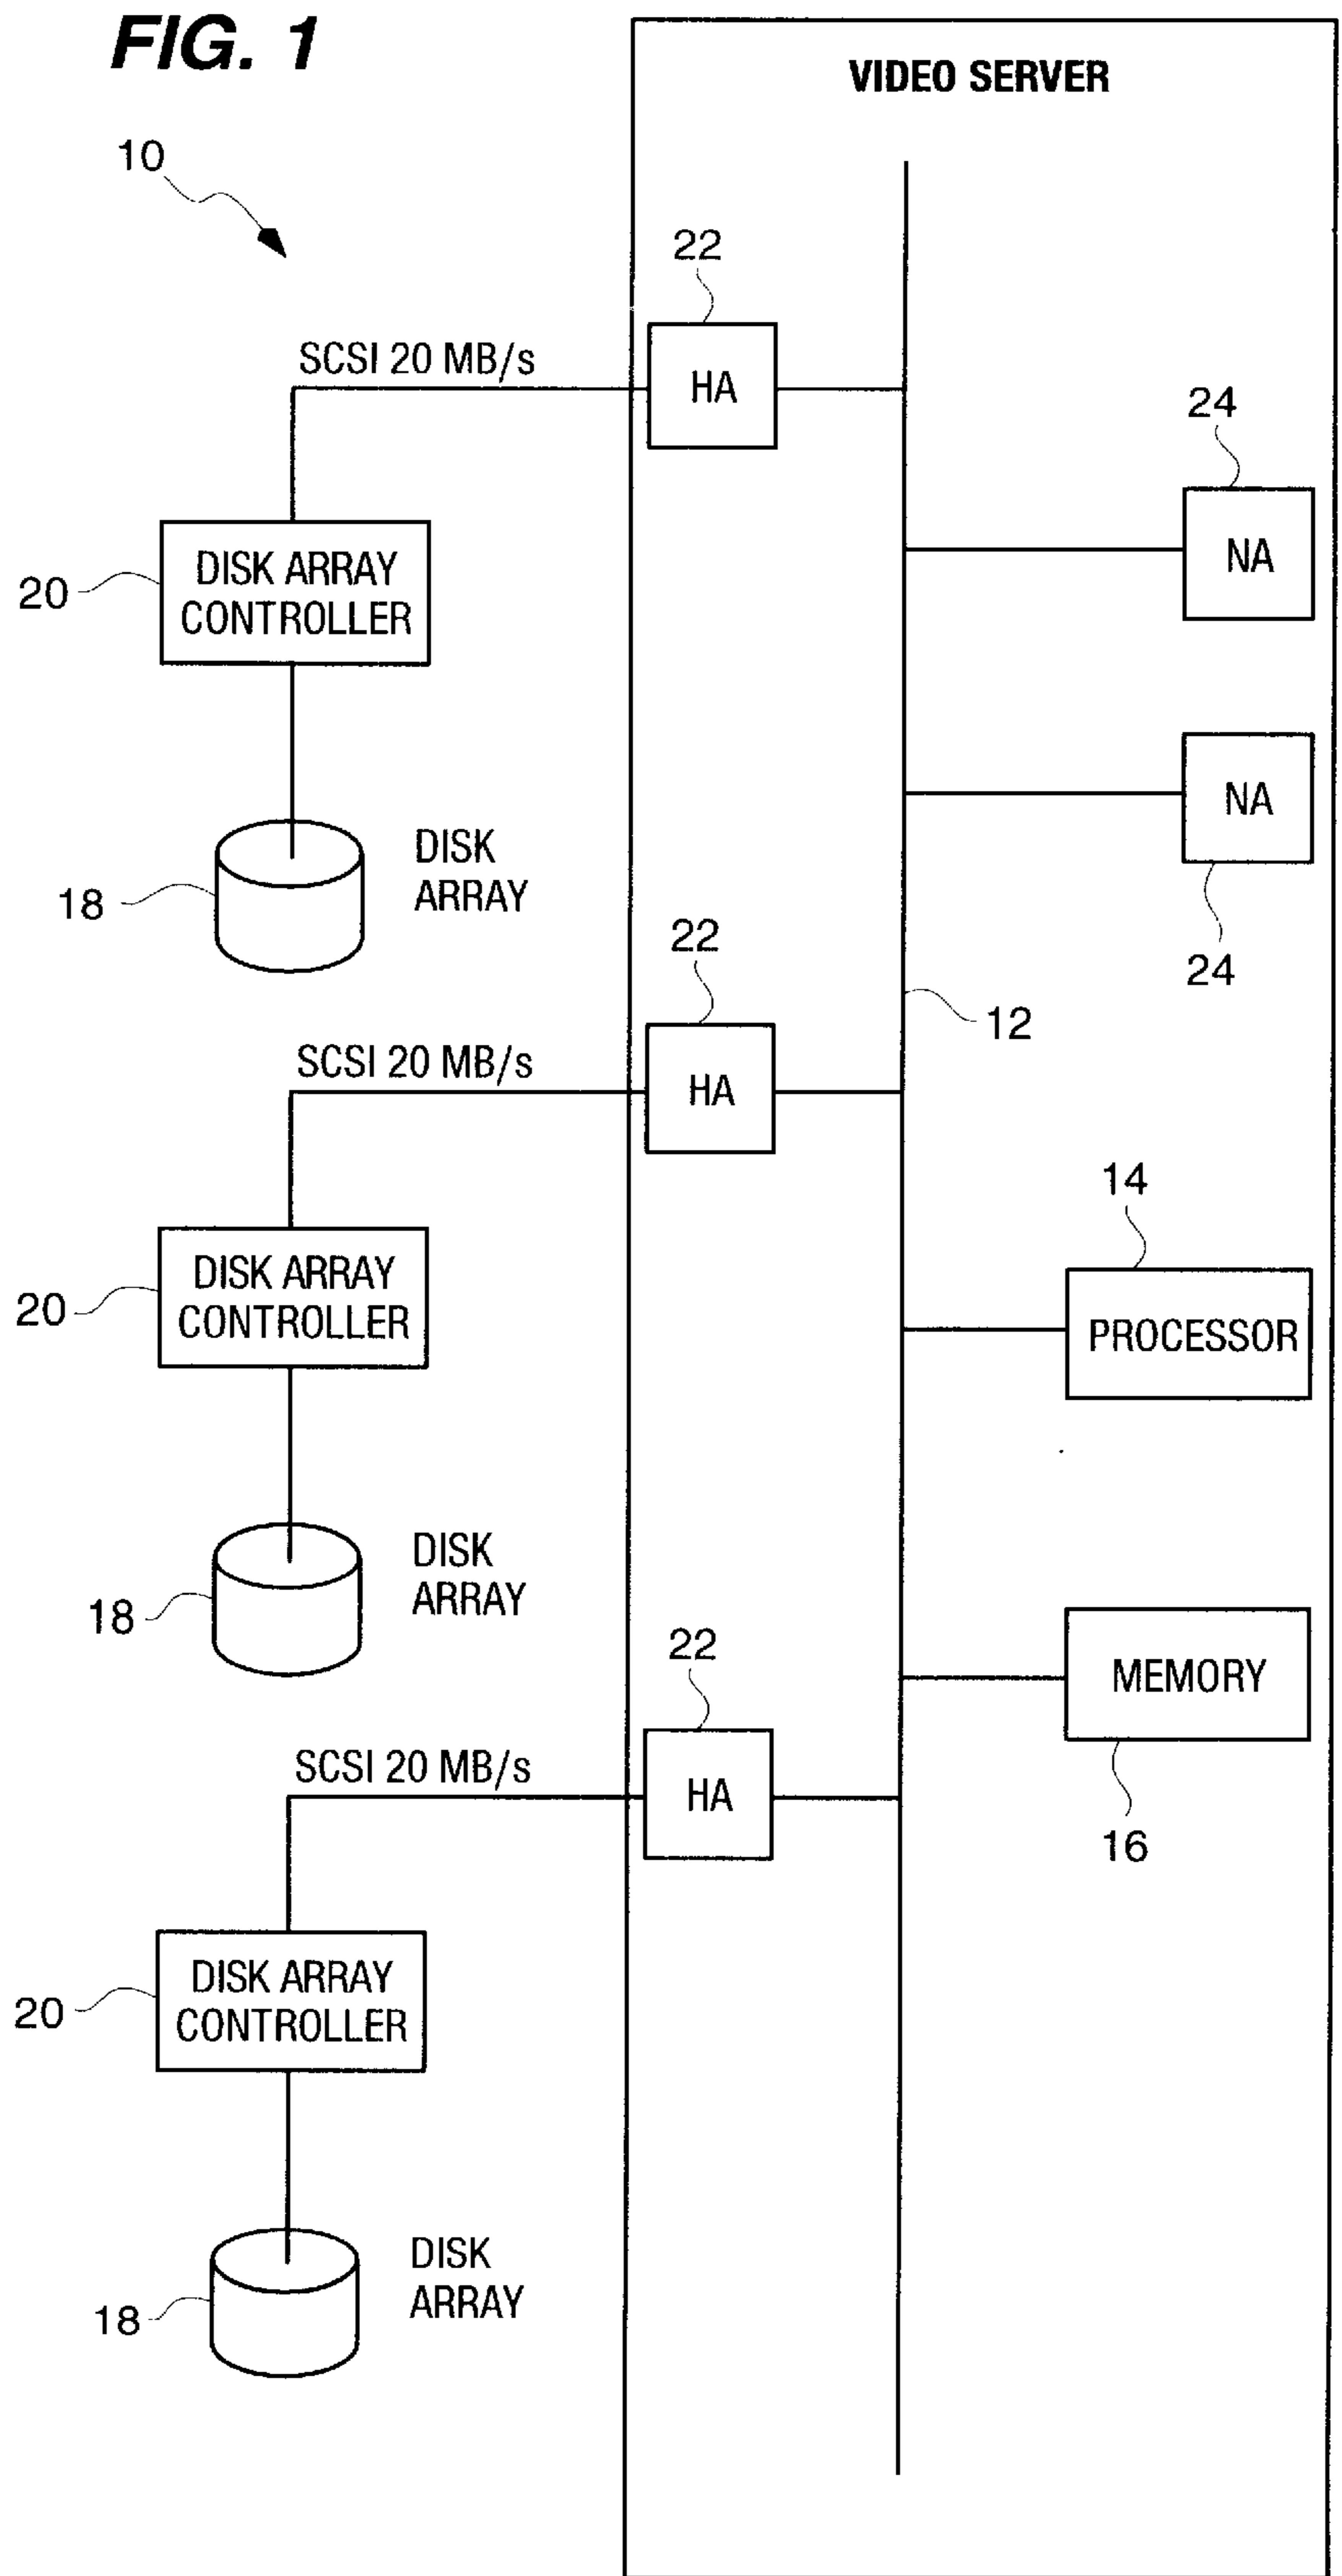 FIG. 1
VIDEO SERVER
10
22
SCSI 20 MB/s
HA
24
NA
20
DISK ARRAY
CONTROLLER
NA
24
18
DISK
ARRAY
22
12
SCSI 20 MB/s
HA
14
PROCESSOR
20
DISK ARRAY
CONTROLLER
18
DISK
ARRAY
22
MEMORY
16
SCSI 20 MB/s
HA
20
DISK ARRAY
CONTROLLER
18
DISK
ARRAY